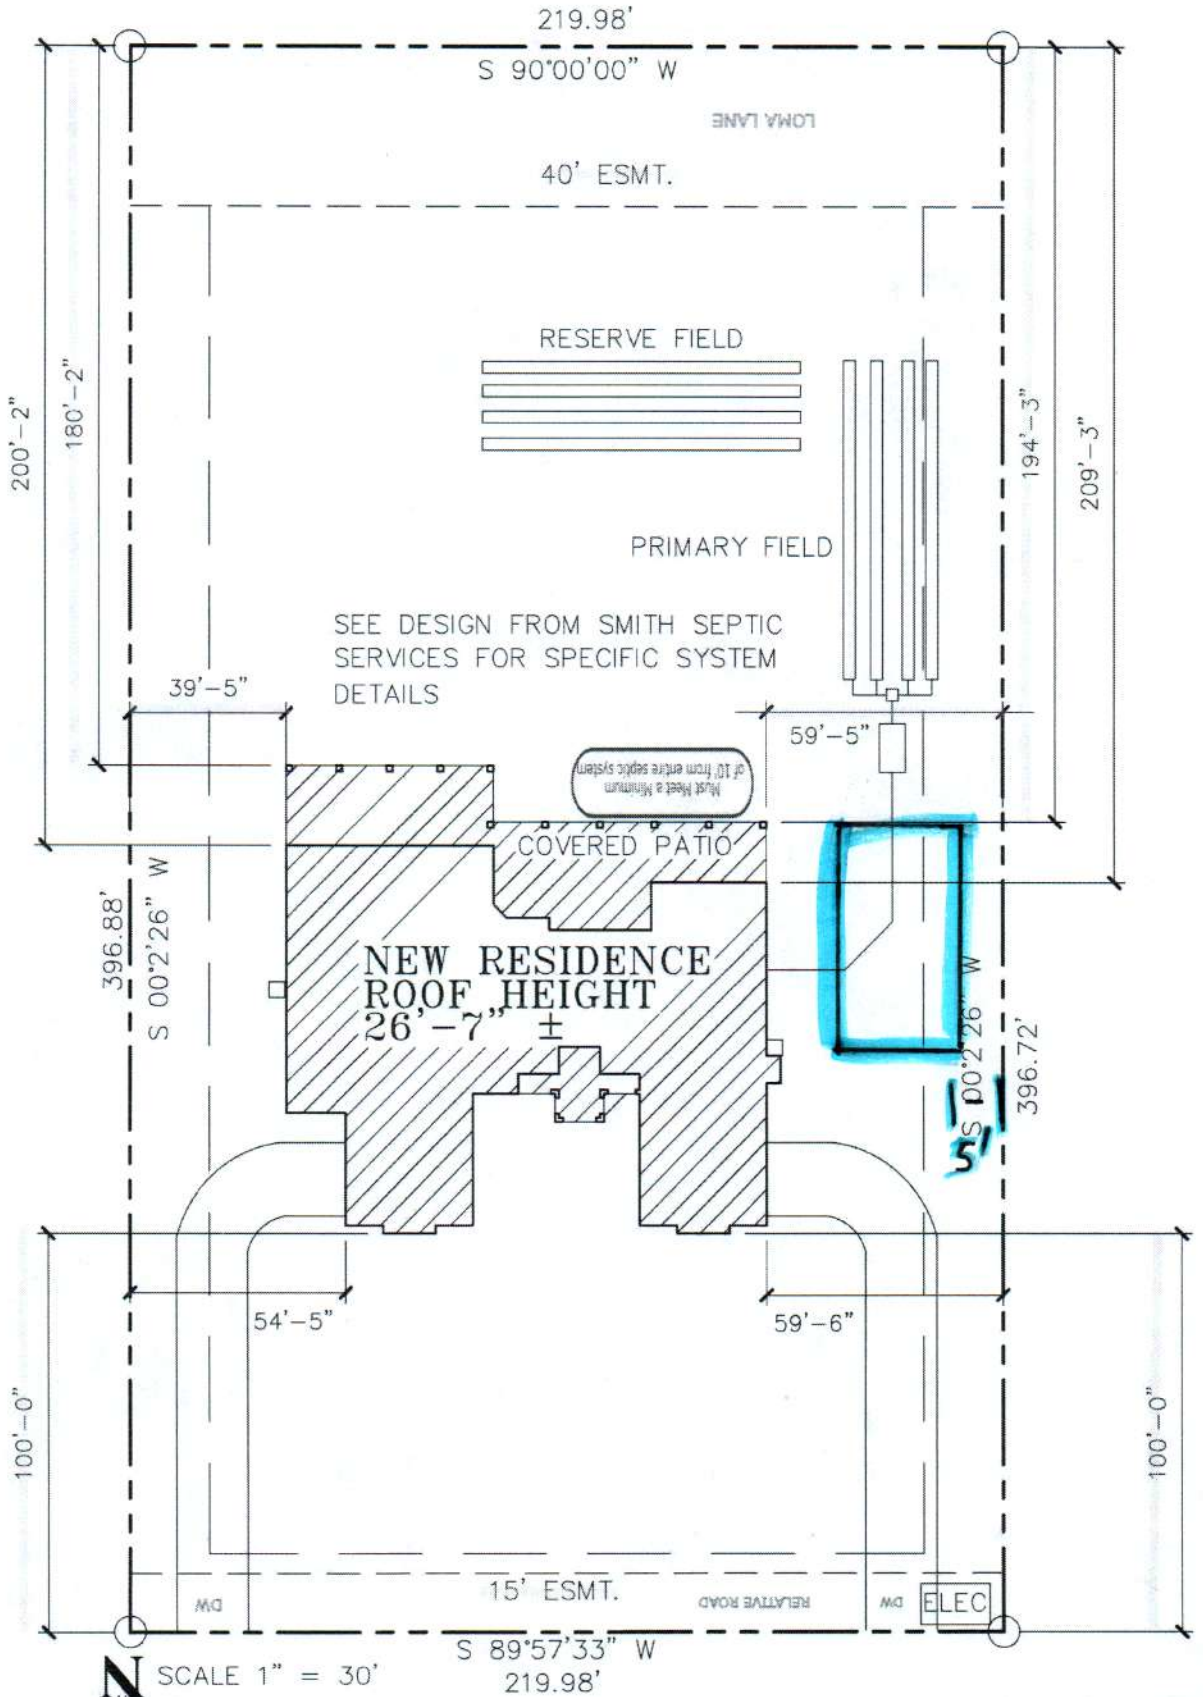 219.98'
S 90°00'00" W
LOMA LANE
40' ESMT.
RESERVE FIELD
200'-2"
180'-2"
194'-3"
209'-3"
PRIMARY FIELD
SEE DESIGN FROM SMITH SEPTIC
SERVICES FOR SPECIFIC SYSTEM
DETAILS
39'-5"
59'-5"
Must Meet a Minimum
of 10' from entire septic system
COVERED PATIO
396.88'
S 00°2'26" W
NEW RESIDENCE
ROOF HEIGHT
26'-7" ±
S 00°2'26" W
396.72'
5'
54'-5"
59'-6"
100'-0"
100'-0"
15' ESMT.
DW
RELATIVE ROAD
DW
ELEC
S 89°57'33" W
219.98'
N
SCALE 1" = 30'